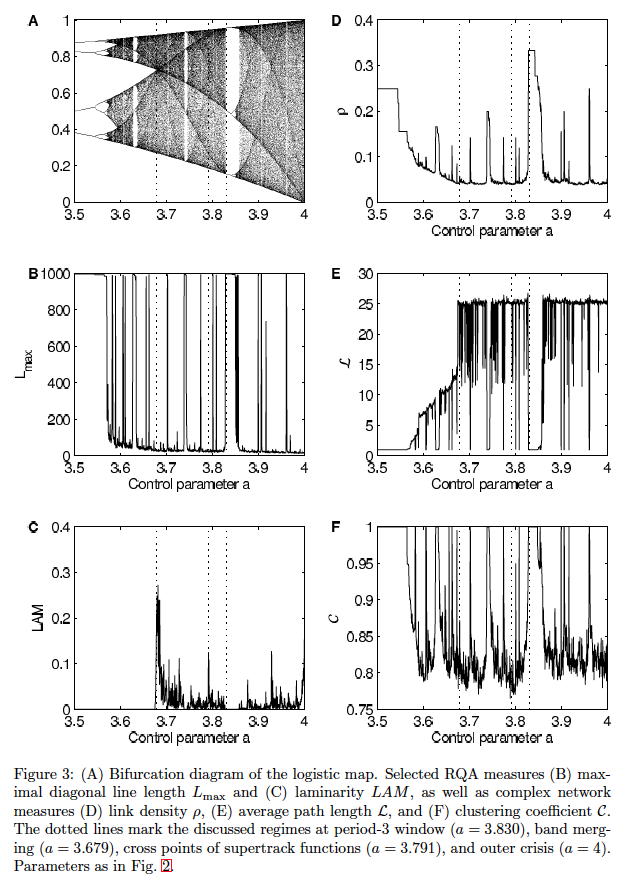 A
1
0.8
0.6
0.4
0.2
0
3.5 3.6 3.7 3.8 3.9 4
D
0.4
0.3
ρ
0.2
0.1
0
3.5 3.6 3.7 3.8 3.9 4
Control parameter a
B
1000
800
600
Lmax
400
200
0
3.5 3.6 3.7 3.8 3.9 4
Control parameter a
E
30
25
20
ℒ
15
10
5
0
3.5 3.6 3.7 3.8 3.9 4
Control parameter a
C
0.4
0.3
LAM
0.2
0.1
0
3.5 3.6 3.7 3.8 3.9 4
Control parameter a
F
1
0.95
0.9
𝒞
0.85
0.8
0.75
3.5 3.6 3.7 3.8 3.9 4
Control parameter a
Figure 3: (A) Bifurcation diagram of the logistic map. Selected RQA measures (B) max-
imal diagonal line length Lmax and (C) laminarity LAM, as well as complex network
measures (D) link density ρ, (E) average path length ℒ, and (F) clustering coefficient 𝒞.
The dotted lines mark the discussed regimes at period-3 window (a = 3.830), band merg-
ing (a = 3.679), cross points of supertrack functions (a = 3.791), and outer crisis (a = 4).
Parameters as in Fig. 2.